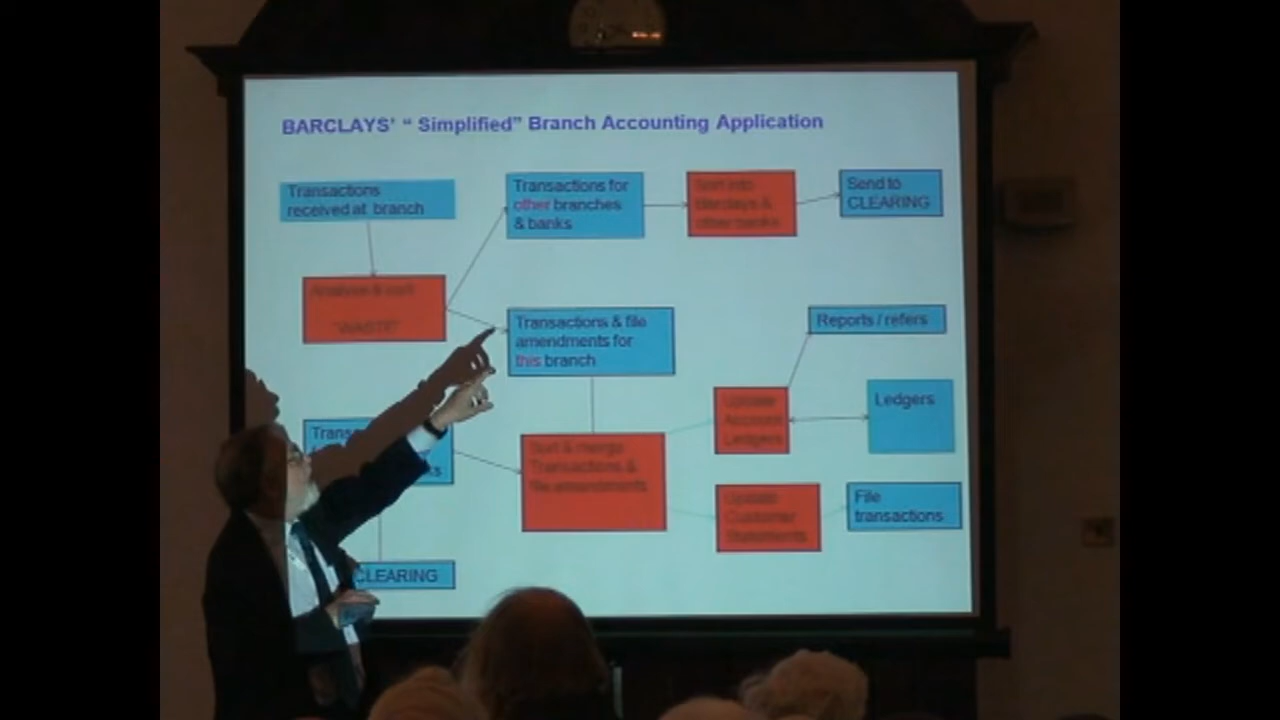 BARCLAYS' “ Simplified” Branch Accounting Application
Transactions
received at branch
Transactions for
other branches
& banks
Sort into
Barclays &
other banks
Send to
CLEARING
Analyse & sort
"WASTE"
Transactions & file
amendments for
this branch
Reports / refers
Update
Account
Ledgers
Ledgers
Sort & merge
Transactions &
file amendments
Update
Customer
Statements
File
transactions
CLEARING